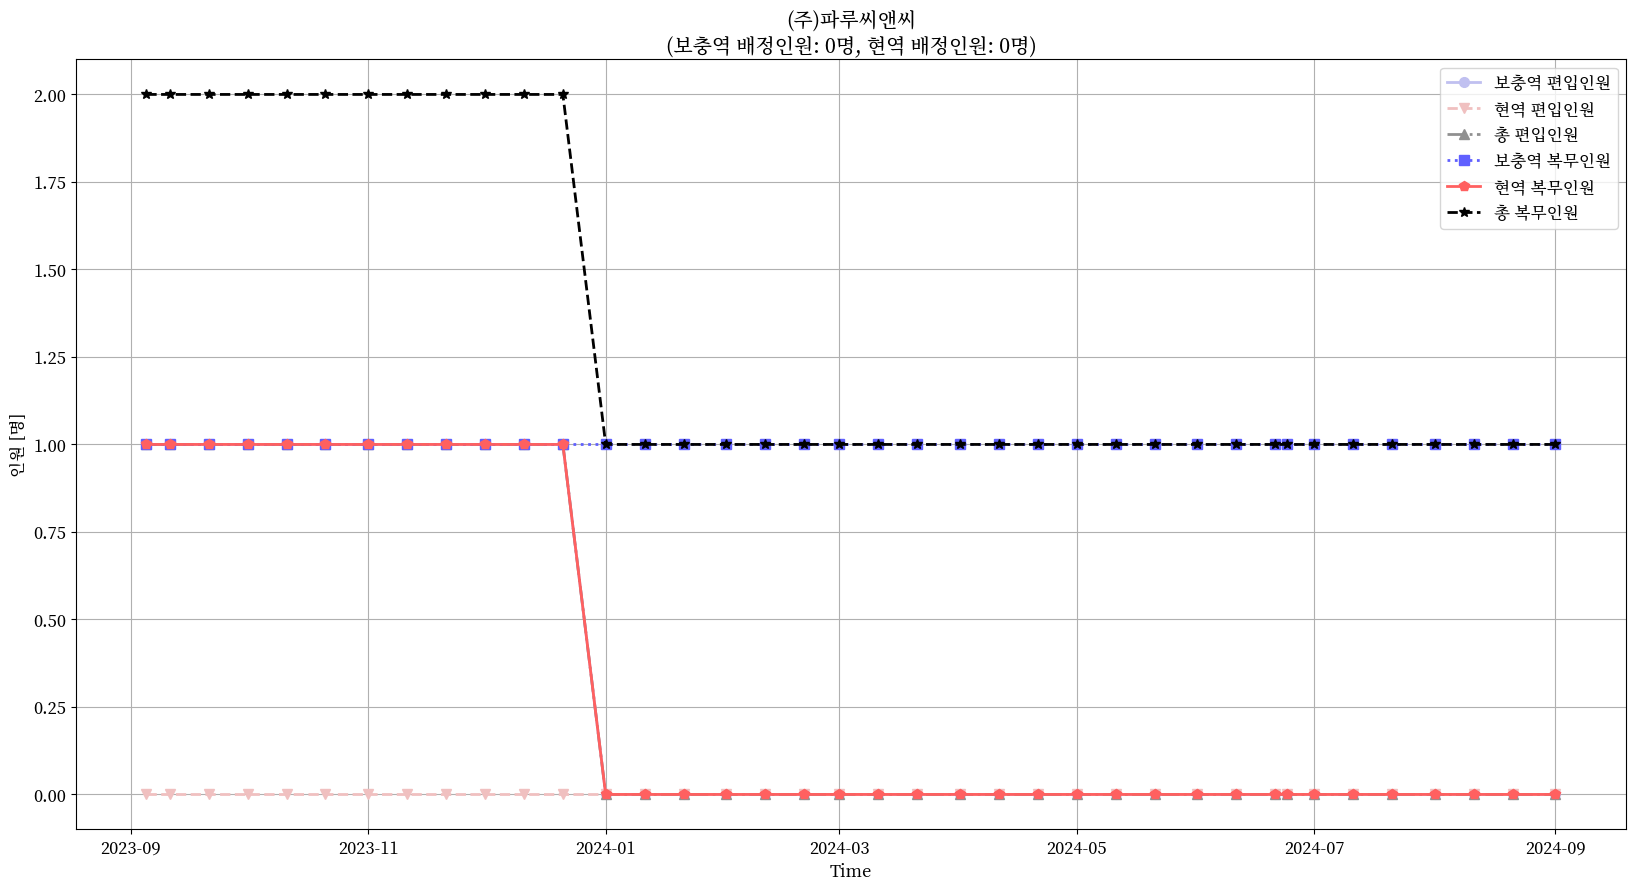 (주)파루씨앤씨
(보충역 배정인원: 0명, 현역 배정인원: 0명)
보충역 편입인원
현역 편입인원
총 편입인원
보충역 복무인원
현역 복무인원
총 복무인원
인원 [명]
2.00
1.75
1.50
1.25
1.00
0.75
0.50
0.25
0.00
2023-09 2023-11 2024-01 2024-03 2024-05 2024-07 2024-09
Time